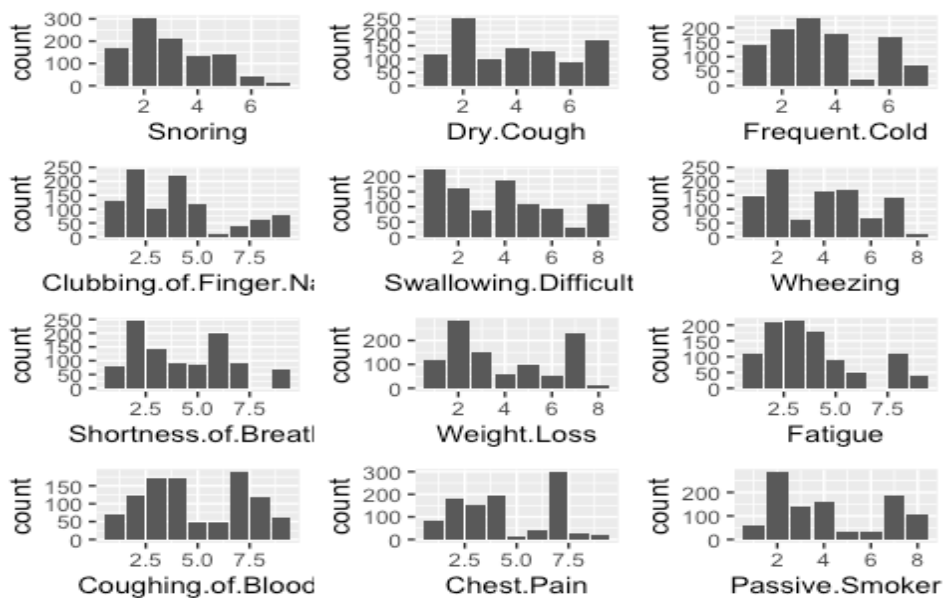 count 300 200 100 0 2 4 6 Snoring
count 250 200 150 100 50 0 2 4 6 Dry.Cough
count 200 150 100 50 0 2 4 6 Frequent.Cold
count 250 200 150 100 50 0 2.5 5.0 7.5 Clubbing.of.Finger.Na
count 200 150 100 50 0 2 4 6 8 Swallowing.Difficult
count 250 200 150 100 50 0 2 4 6 8 Wheezing
count 250 200 150 100 50 0 2.5 5.0 7.5 Shortness.of.Breat
count 200 100 0 2 4 6 8 Weight.Loss
count 200 150 100 50 0 2.5 5.0 7.5 Fatigue
count 150 100 50 0 2.5 5.0 7.5 Coughing.of.Blood
count 300 200 100 0 2.5 5.0 7.5 Chest.Pain
count 200 100 0 2 4 6 8 Passive.Smoker